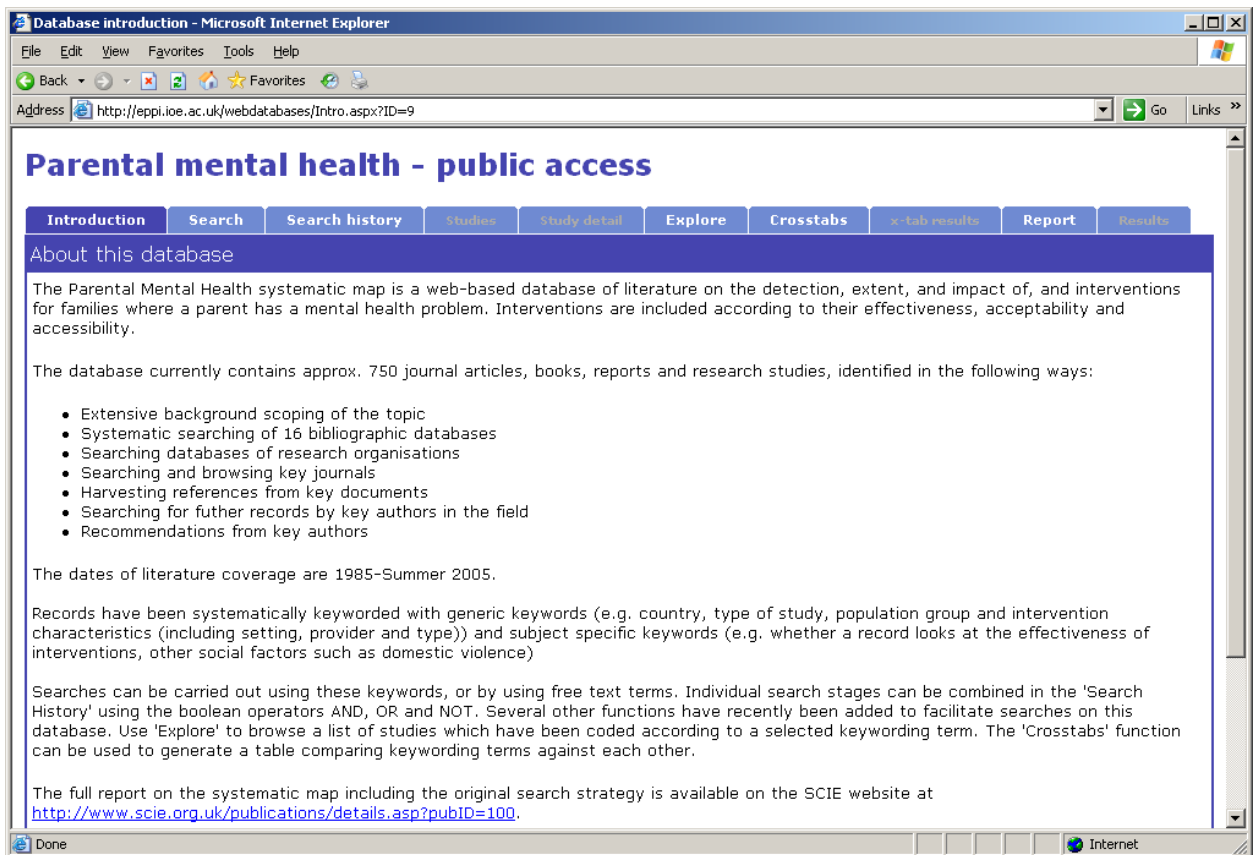 Database introduction - Microsoft Internet Explorer
File Edit View Favorites Tools Help
Back Favorites
Address http://eppi.ioe.ac.uk/webdatabases/Intro.aspx?ID=9 Go Links »
Parental mental health - public access
Introduction Search Search history Studies Study detail Explore Crosstabs x-tab results Report Results
About this database
The Parental Mental Health systematic map is a web-based database of literature on the detection, extent, and impact of, and interventions
for families where a parent has a mental health problem. Interventions are included according to their effectiveness, acceptability and
accessibility.
The database currently contains approx. 750 journal articles, books, reports and research studies, identified in the following ways:
• Extensive background scoping of the topic
• Systematic searching of 16 bibliographic databases
• Searching databases of research organisations
• Searching and browsing key journals
• Harvesting references from key documents
• Searching for futher records by key authors in the field
• Recommendations from key authors
The dates of literature coverage are 1985-Summer 2005.
Records have been systematically keyworded with generic keywords (e.g. country, type of study, population group and intervention
characteristics (including setting, provider and type)) and subject specific keywords (e.g. whether a record looks at the effectiveness of
interventions, other social factors such as domestic violence)
Searches can be carried out using these keywords, or by using free text terms. Individual search stages can be combined in the 'Search
History' using the boolean operators AND, OR and NOT. Several other functions have recently been added to facilitate searches on this
database. Use 'Explore' to browse a list of studies which have been coded according to a selected keywording term. The 'Crosstabs' function
can be used to generate a table comparing keywording terms against each other.
The full report on the systematic map including the original search strategy is available on the SCIE website at
http://www.scie.org.uk/publications/details.asp?pubID=100.
Done Internet